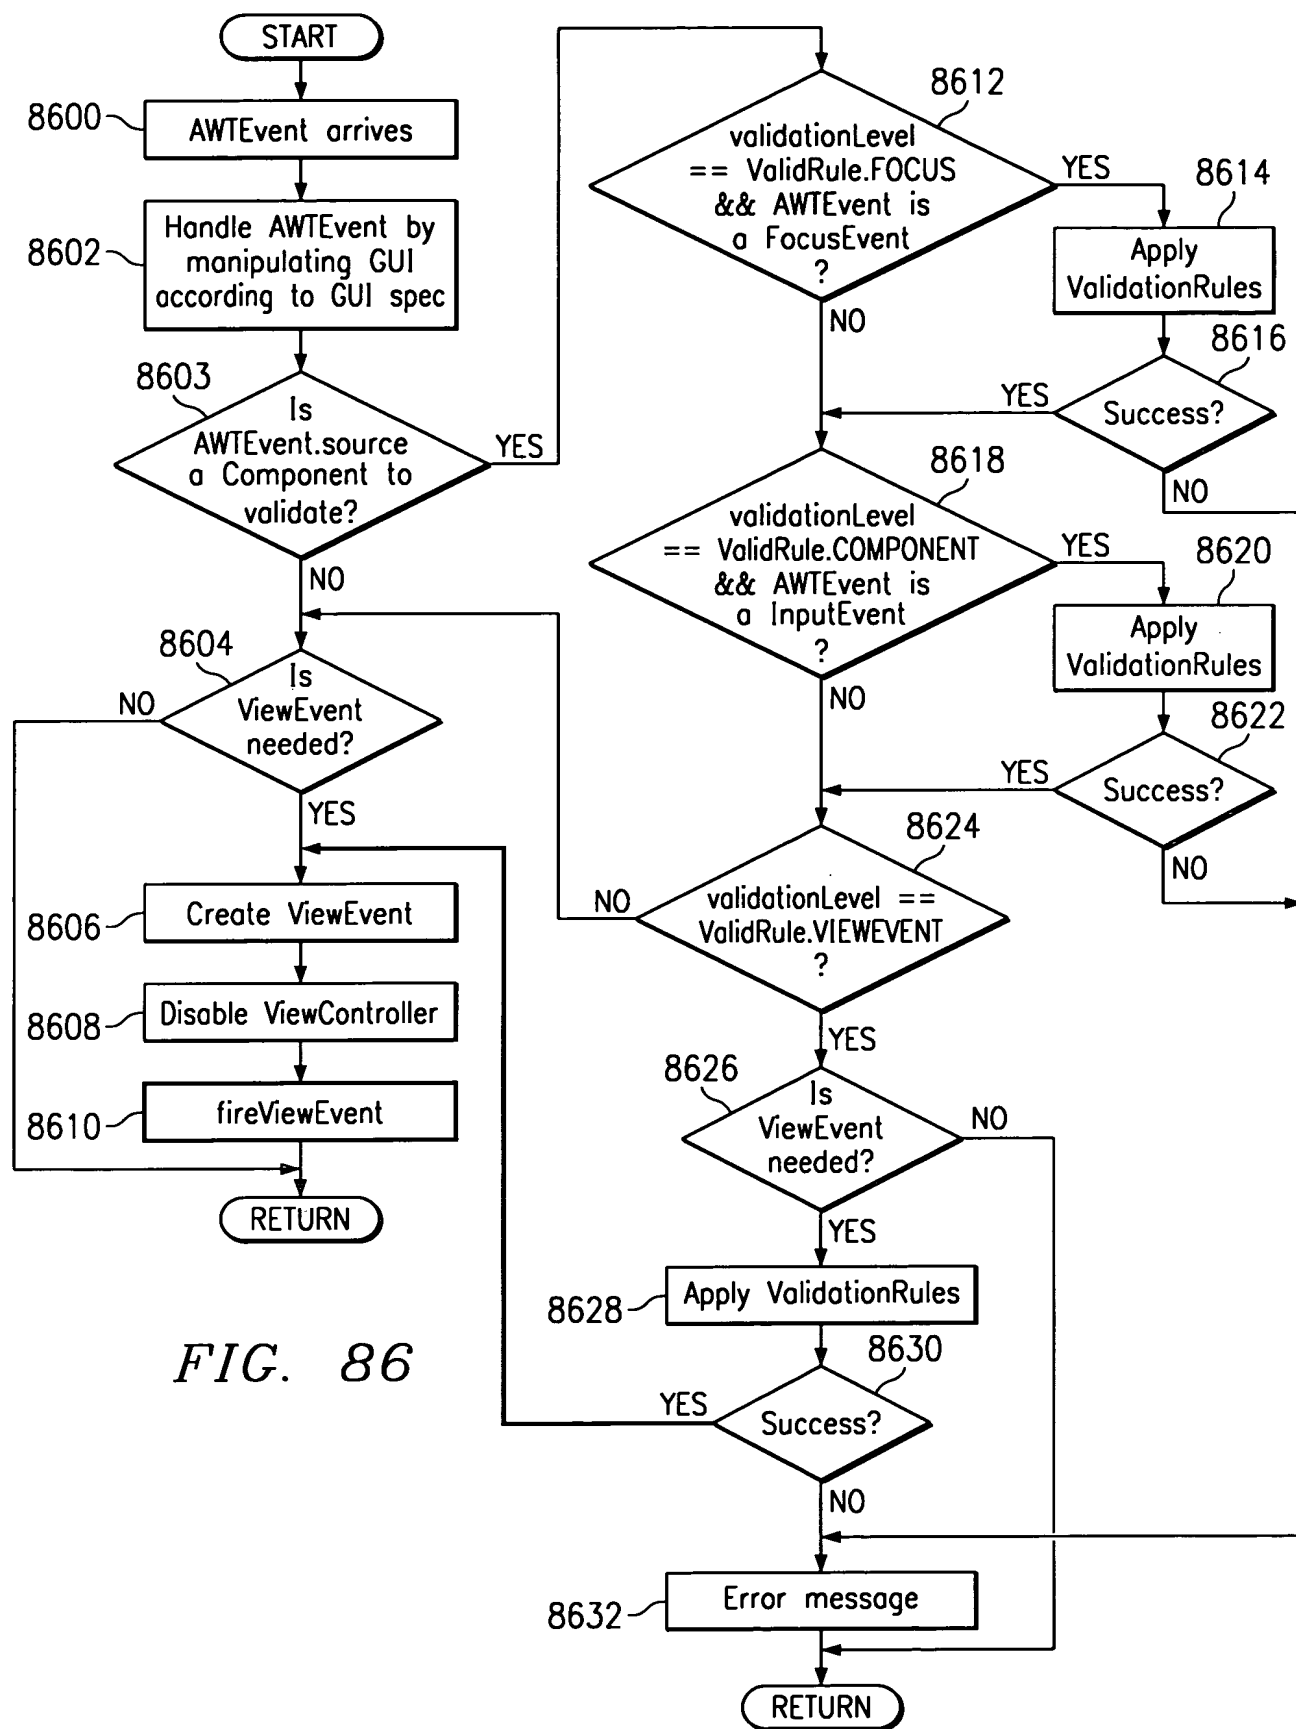 START
8600
AWTEvent arrives
8602
Handle AWTEvent by
manipulating GUI
according to GUI spec
8603
Is
AWTEvent.source
a Component to
validate?
YES
NO
8604
Is
ViewEvent
needed?
NO
YES
8606
Create ViewEvent
8608
Disable ViewController
8610
fireViewEvent
RETURN
8612
validationLevel
== ValidRule.FOCUS
&& AWTEvent is
a FocusEvent
?
YES
NO
8614
Apply
ValidationRules
8616
Success?
YES
NO
8618
validationLevel
== ValidRule.COMPONENT
&& AWTEvent is
a InputEvent
?
YES
NO
8620
Apply
ValidationRules
8622
Success?
YES
NO
8624
validationLevel ==
ValidRule.VIEWEVENT
?
NO
YES
8626
Is
ViewEvent
needed?
NO
YES
8628
Apply ValidationRules
8630
Success?
YES
NO
8632
Error message
RETURN
FIG. 86